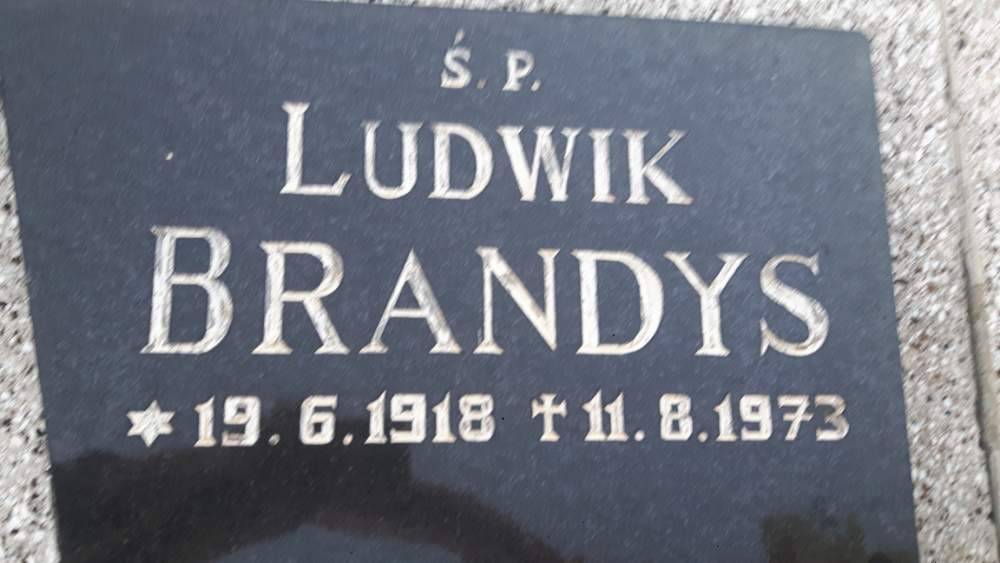 Ś. P.
LUDWIK
BRANDYS
* 19.6.1918 † 11.8.1973